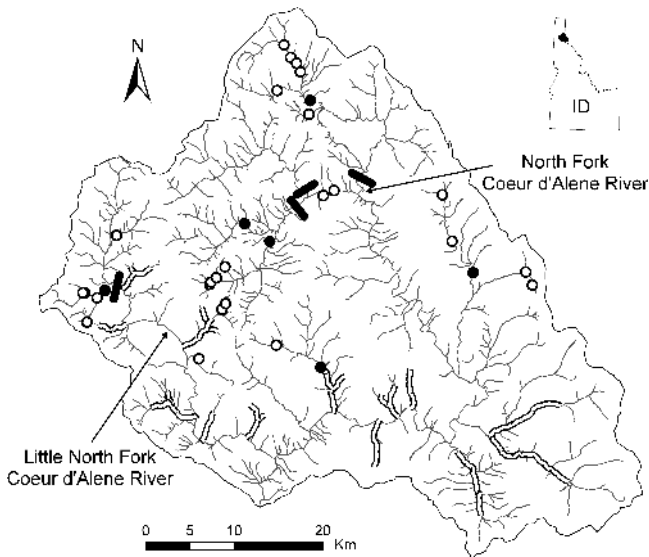 N
ID
North Fork
Coeur d'Alene River
Little North Fork
Coeur d'Alene River
0 5 10 20
Km